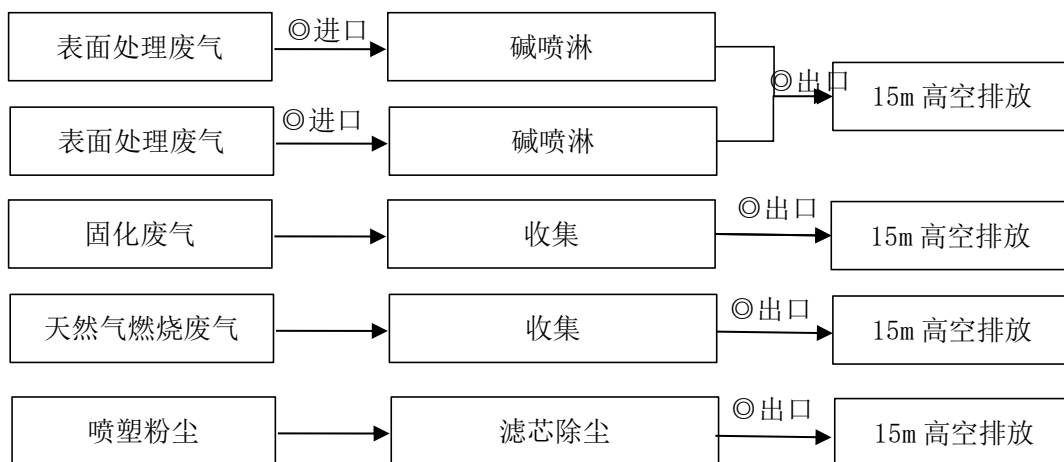 表面处理废气
◎进口
碱喷淋
◎出口
15m 高空排放
表面处理废气
◎进口
碱喷淋
固化废气
收集
◎出口
15m 高空排放
天然气燃烧废气
收集
◎出口
15m 高空排放
喷塑粉尘
滤芯除尘
◎出口
15m 高空排放